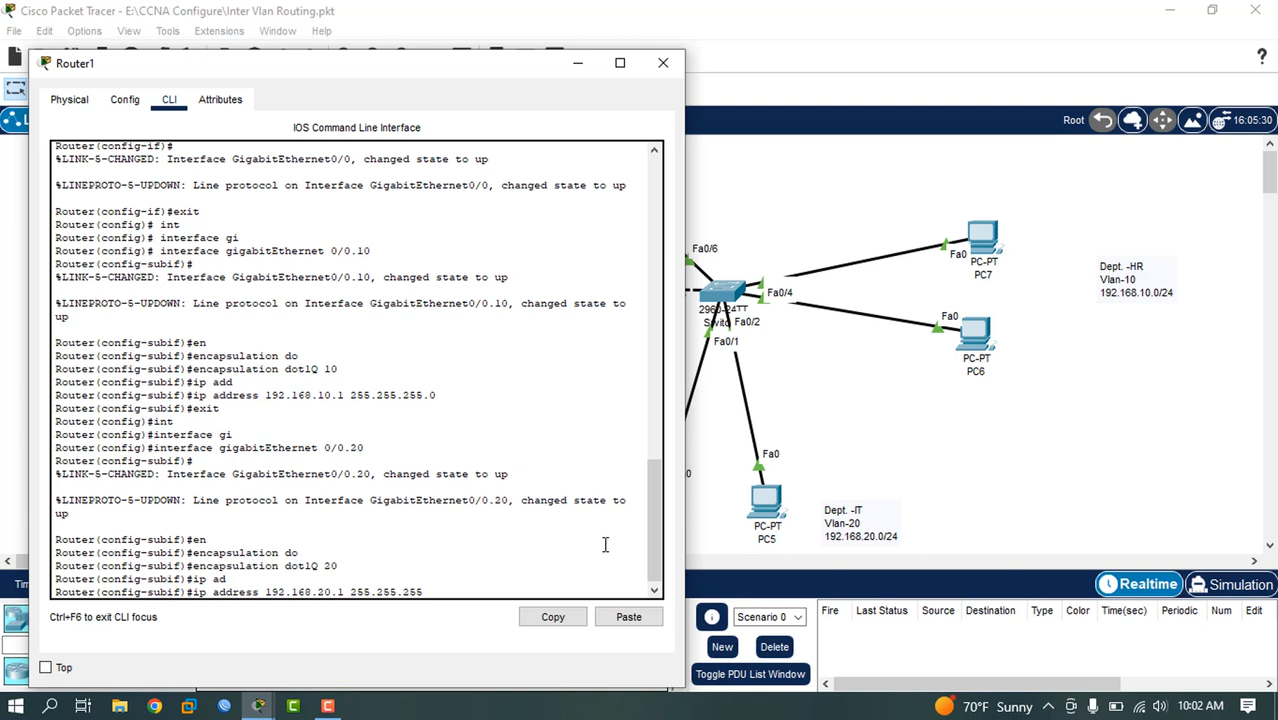 Cisco Packet Tracer - E:\CCNA Configure\Inter Vlan Routing.pkt
File Edit Options View Tools Extensions Window Help
Router1
Physical Config CLI Attributes
Root 16:05:30
IOS Command Line Interface
Router(config-if)#
%LINK-5-CHANGED: Interface GigabitEthernet0/0, changed state to up
%LINEPROTO-5-UPDOWN: Line protocol on Interface GigabitEthernet0/0, changed state to up
Router(config-if)#exit
Router(config)# int
Router(config)# interface gi
Router(config)# interface gigabitEthernet 0/0.10
Router(config-subif)#
%LINK-5-CHANGED: Interface GigabitEthernet0/0.10, changed state to up
%LINEPROTO-5-UPDOWN: Line protocol on Interface GigabitEthernet0/0.10, changed state to
up
Router(config-subif)#en
Router(config-subif)#encapsulation do
Router(config-subif)#encapsulation dot1Q 10
Router(config-subif)#ip add
Router(config-subif)#ip address 192.168.10.1 255.255.255.0
Router(config-subif)#exit
Router(config)#int
Router(config)#interface gi
Router(config)#interface gigabitEthernet 0/0.20
Router(config-subif)#
%LINK-5-CHANGED: Interface GigabitEthernet0/0.20, changed state to up
%LINEPROTO-5-UPDOWN: Line protocol on Interface GigabitEthernet0/0.20, changed state to
up
Router(config-subif)#en
Router(config-subif)#encapsulation do
Router(config-subif)#encapsulation dot1Q 20
Router(config-subif)#ip ad
Router(config-subif)#ip address 192.168.20.1 255.255.255
Ctrl+F6 to exit CLI focus
Copy Paste
Top
Fa0/6
Fa0
PC-PT
PC7
Fa0/4
Dept. -HR
Vlan-10
192.168.10.0/24
2960-24TT
Fa0/2
Fa0/1
Fa0
PC-PT
PC6
Fa0
PC-PT
PC5
Dept. -IT
Vlan-20
192.168.20.0/24
Realtime Simulation
Scenario 0
New Delete
Toggle PDU List Window
Fire Last Status Source Destination Type Color Time(sec) Periodic Num Edit
70°F Sunny 10:02 AM